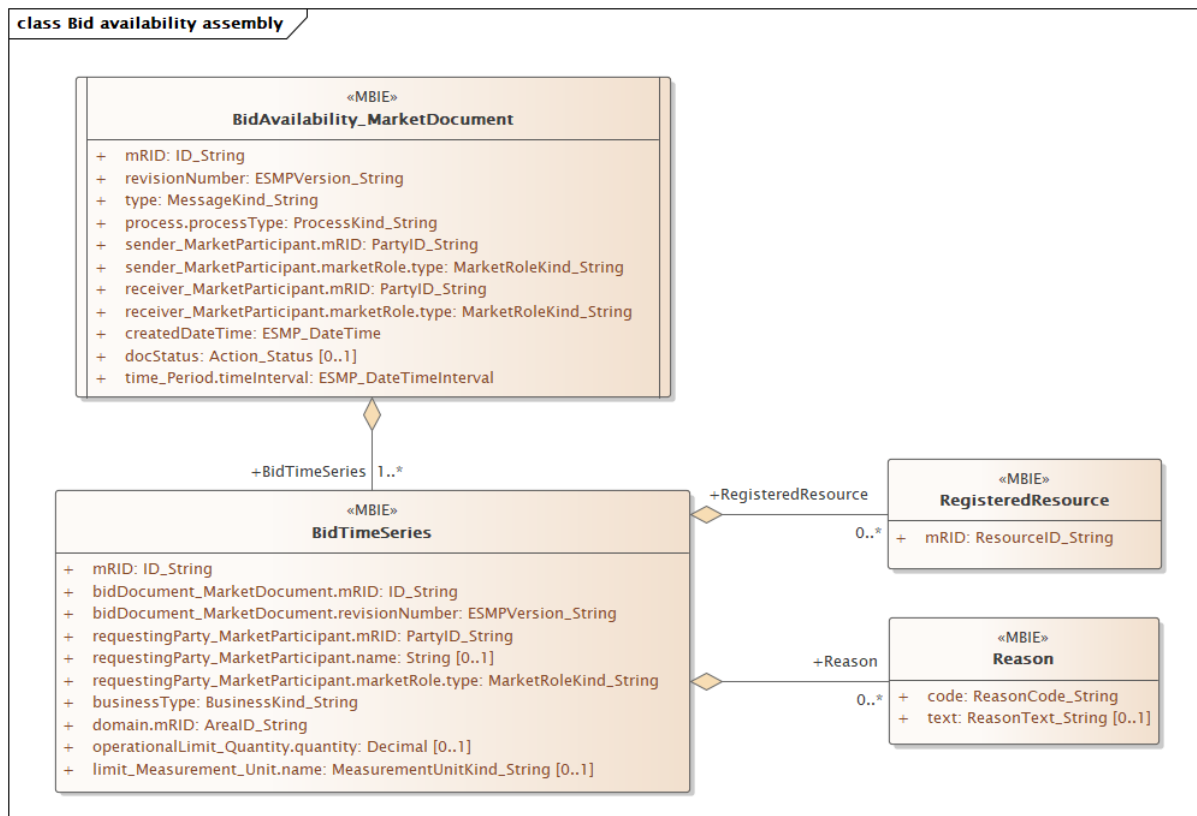 class Bid availability assembly
«MBIE»
BidAvailability_MarketDocument
+ mRID: ID_String
+ revisionNumber: ESMPVersion_String
+ type: MessageKind_String
+ process.processType: ProcessKind_String
+ sender_MarketParticipant.mRID: PartyID_String
+ sender_MarketParticipant.marketRole.type: MarketRoleKind_String
+ receiver_MarketParticipant.mRID: PartyID_String
+ receiver_MarketParticipant.marketRole.type: MarketRoleKind_String
+ createdDateTime: ESMP_DateTime
+ docStatus: Action_Status [0..1]
+ time_Period.timeInterval: ESMP_DateTimeInterval
+BidTimeSeries 1..*
«MBIE»
BidTimeSeries
+ mRID: ID_String
+ bidDocument_MarketDocument.mRID: ID_String
+ bidDocument_MarketDocument.revisionNumber: ESMPVersion_String
+ requestingParty_MarketParticipant.mRID: PartyID_String
+ requestingParty_MarketParticipant.name: String [0..1]
+ requestingParty_MarketParticipant.marketRole.type: MarketRoleKind_String
+ businessType: BusinessKind_String
+ domain.mRID: AreaID_String
+ operationalLimit_Quantity.quantity: Decimal [0..1]
+ limit_Measurement_Unit.name: MeasurementUnitKind_String [0..1]
+RegisteredResource
0..*
«MBIE»
RegisteredResource
+ mRID: ResourceID_String
+Reason
0..*
«MBIE»
Reason
+ code: ReasonCode_String
+ text: ReasonText_String [0..1]